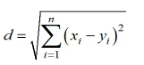 d = √(∑_{i=1}^{n} (x_i − y_i)^2)